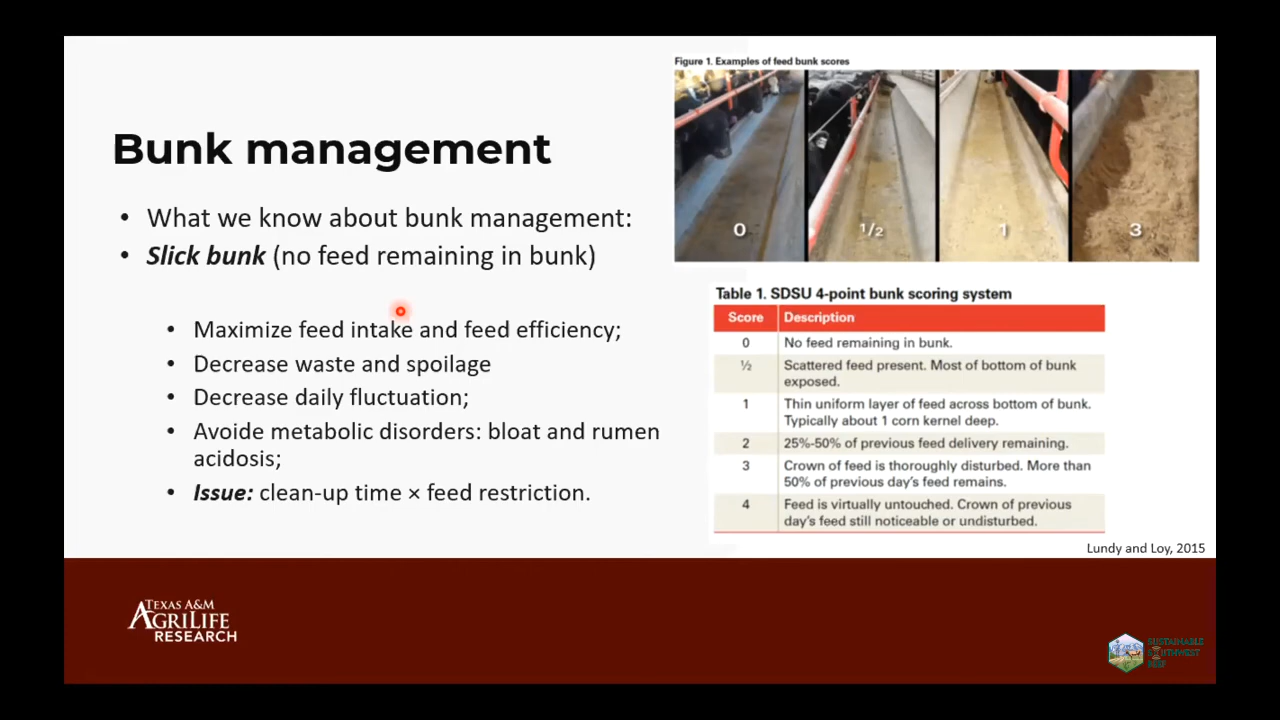 Bunk management
What we know about bunk management:
Slick bunk (no feed remaining in bunk)
Maximize feed intake and feed efficiency;
Decrease waste and spoilage
Decrease daily fluctuation;
Avoide metabolic disorders: bloat and rumen
acidosis;
Issue: clean-up time × feed restriction.
Figure 1. Examples of feed bunk scores
0
1/2
1
3
Table 1. SDSU 4-point bunk scoring system
Score Description
0 No feed remaining in bunk.
½ Scattered feed present. Most of bottom of bunk
exposed.
1 Thin uniform layer of feed across bottom of bunk.
Typically about 1 corn kernel deep.
2 25%-50% of previous feed delivery remaining.
3 Crown of feed is thoroughly disturbed. More than
50% of previous day's feed remains.
4 Feed is virtually untouched. Crown of previous
day's feed still noticeable or undisturbed.
Lundy and Loy, 2015
TEXAS A&M
AGRILIFE
RESEARCH
SUSTAINABLE
SOUTHWEST
BEEF